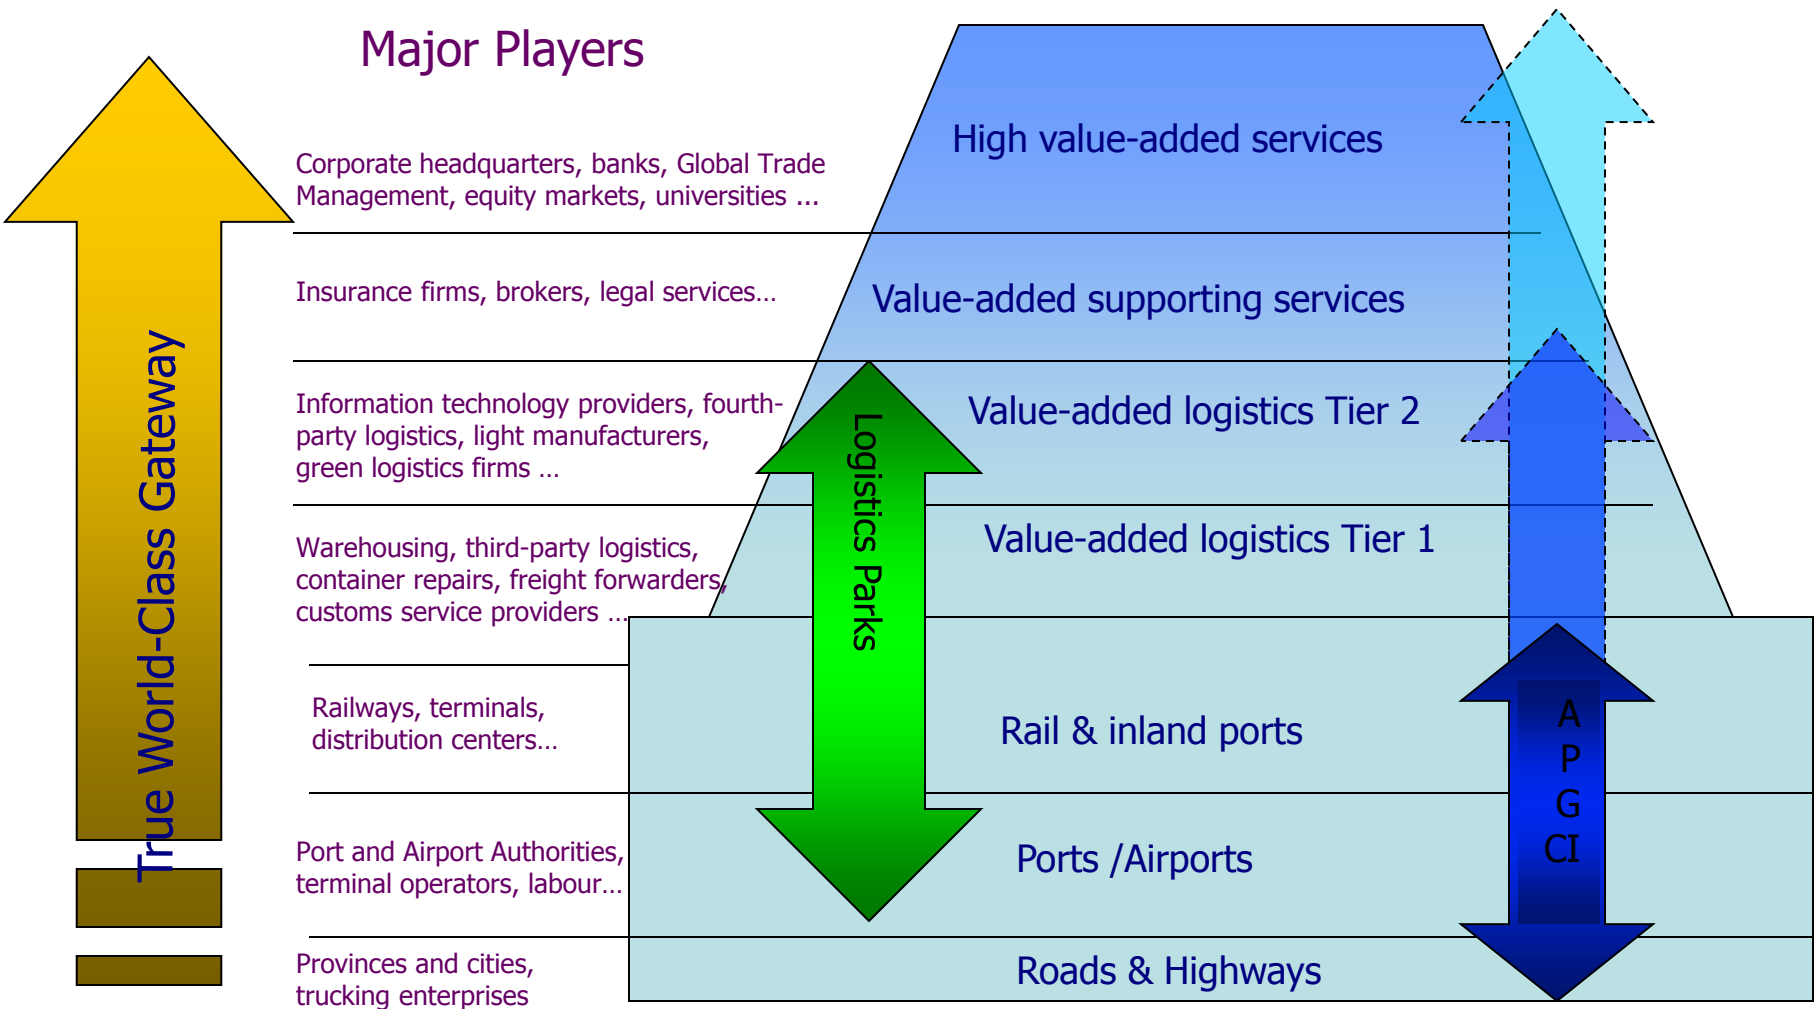 Major Players
True World-Class Gateway
Corporate headquarters, banks, Global Trade
Management, equity markets, universities ...
High value-added services
Insurance firms, brokers, legal services…
Value-added supporting services
Information technology providers, fourth-
party logistics, light manufacturers,
green logistics firms …
Value-added logistics Tier 2
Logistics Parks
Warehousing, third-party logistics,
container repairs, freight forwarders,
customs service providers …
Value-added logistics Tier 1
Railways, terminals,
distribution centers…
Rail & inland ports
A
P
G
CI
Port and Airport Authorities,
terminal operators, labour…
Ports /Airports
Provinces and cities,
trucking enterprises
Roads & Highways